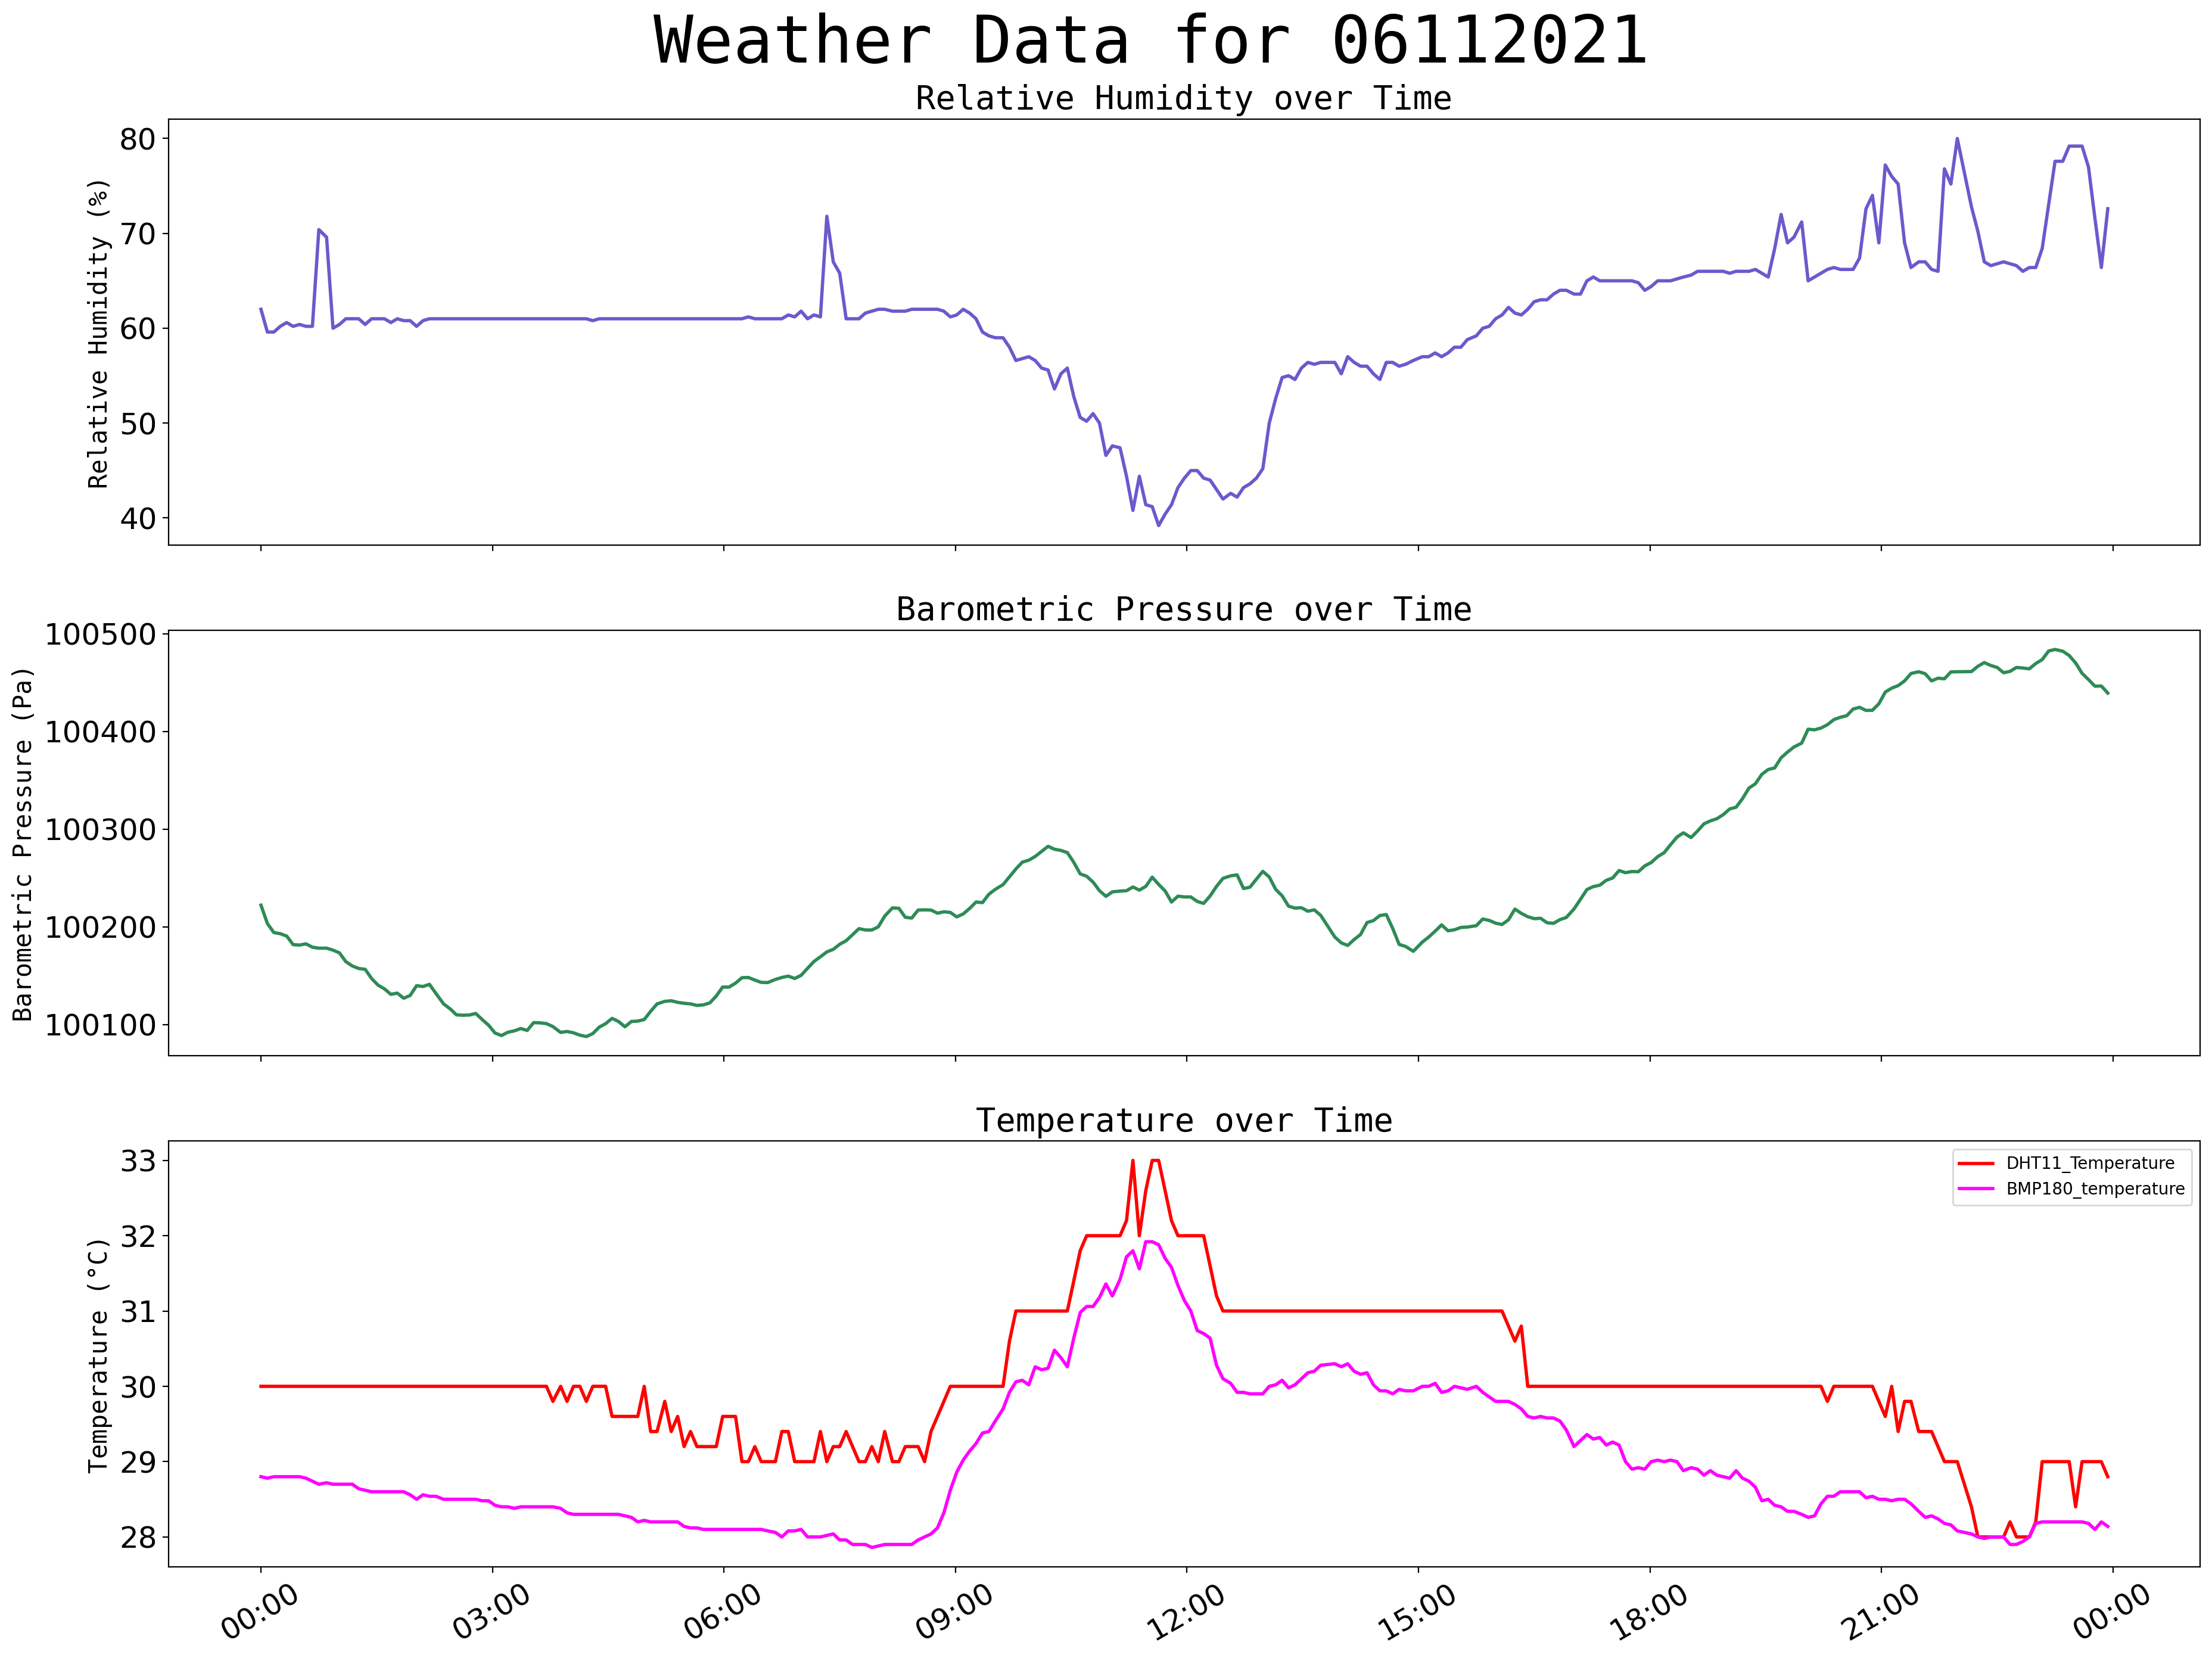 Weather Data for 06112021
Relative Humidity over Time
Relative Humidity (%)
80
70
60
50
40
Barometric Pressure over Time
Barometric Pressure (Pa)
100500
100400
100300
100200
100100
Temperature over Time
Temperature (°C)
33
32
31
30
29
28
DHT11_Temperature
BMP180_temperature
00:00 03:00 06:00 09:00 12:00 15:00 18:00 21:00 00:00